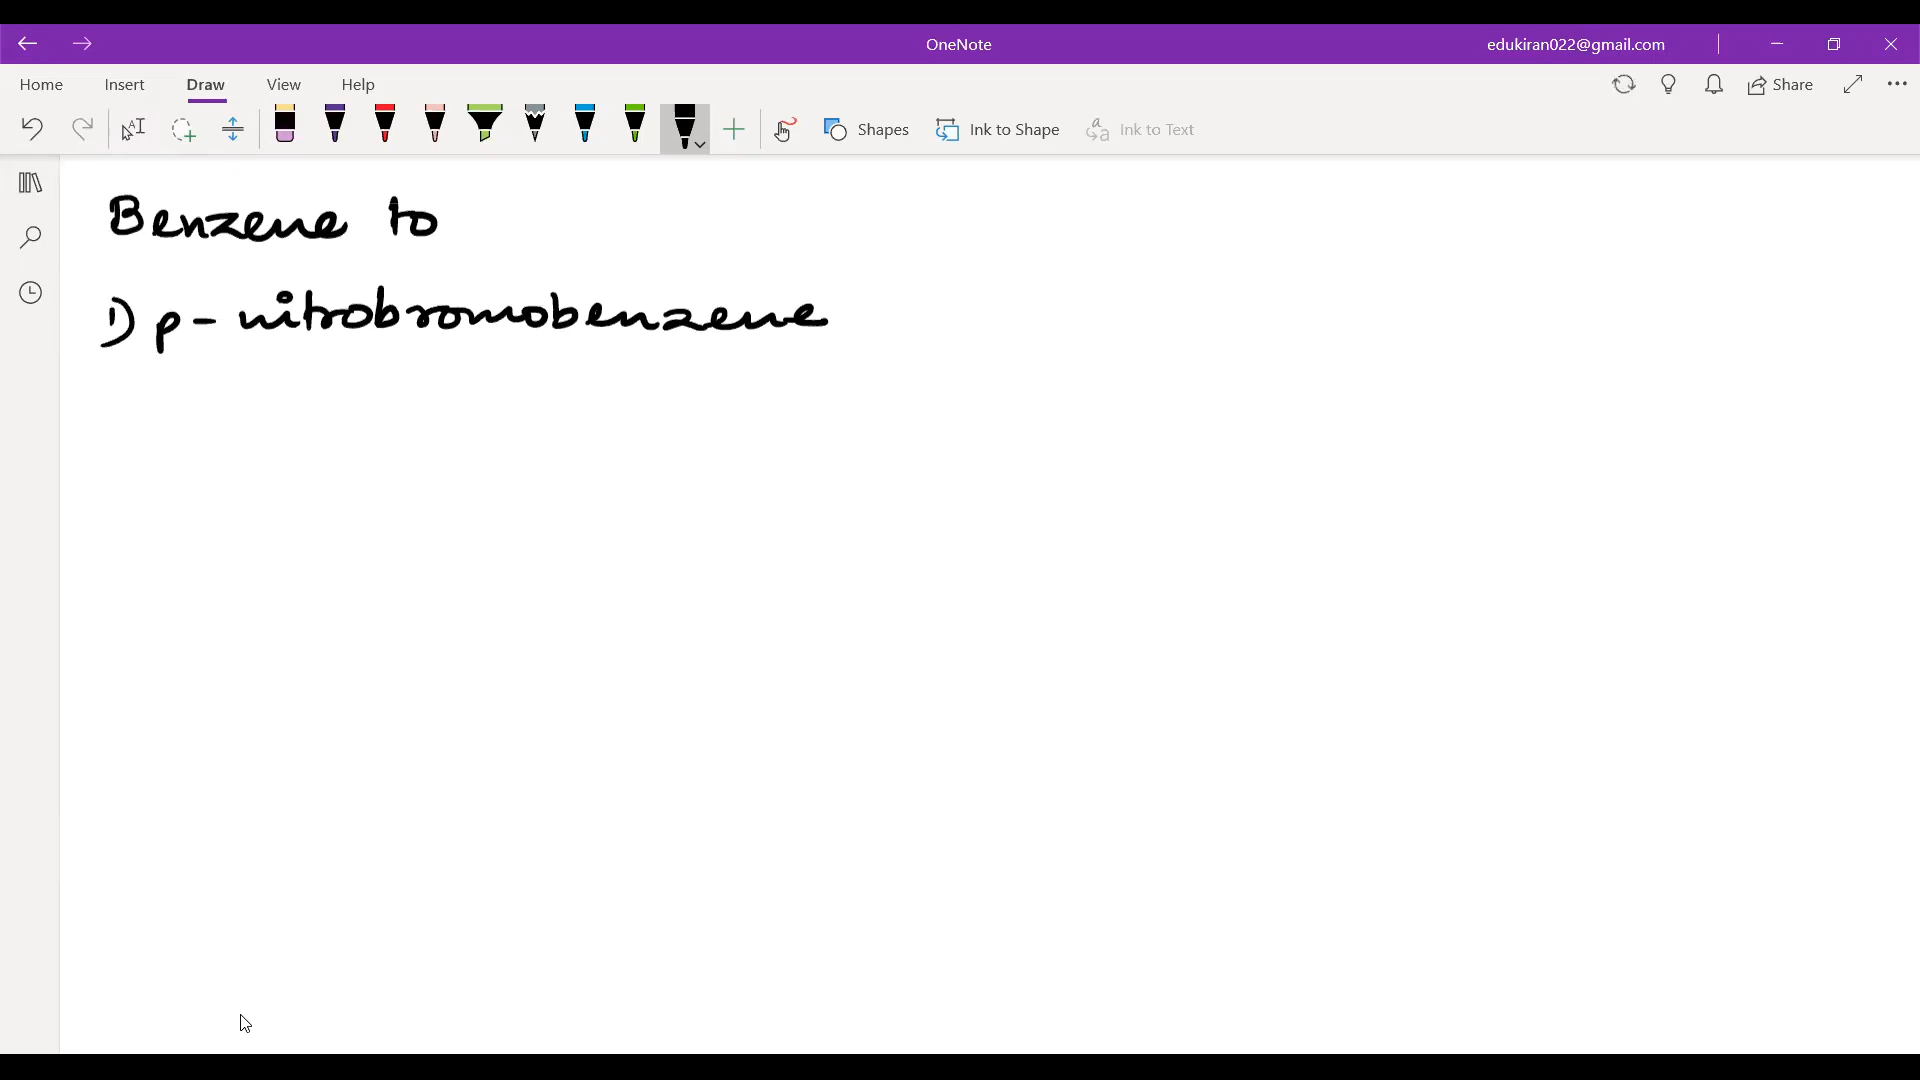 OneNote
edukiran022@gmail.com
Home Insert Draw View Help
Share
Shapes Ink to Shape Ink to Text
Benzene to
1) p - nitrobromobenzene